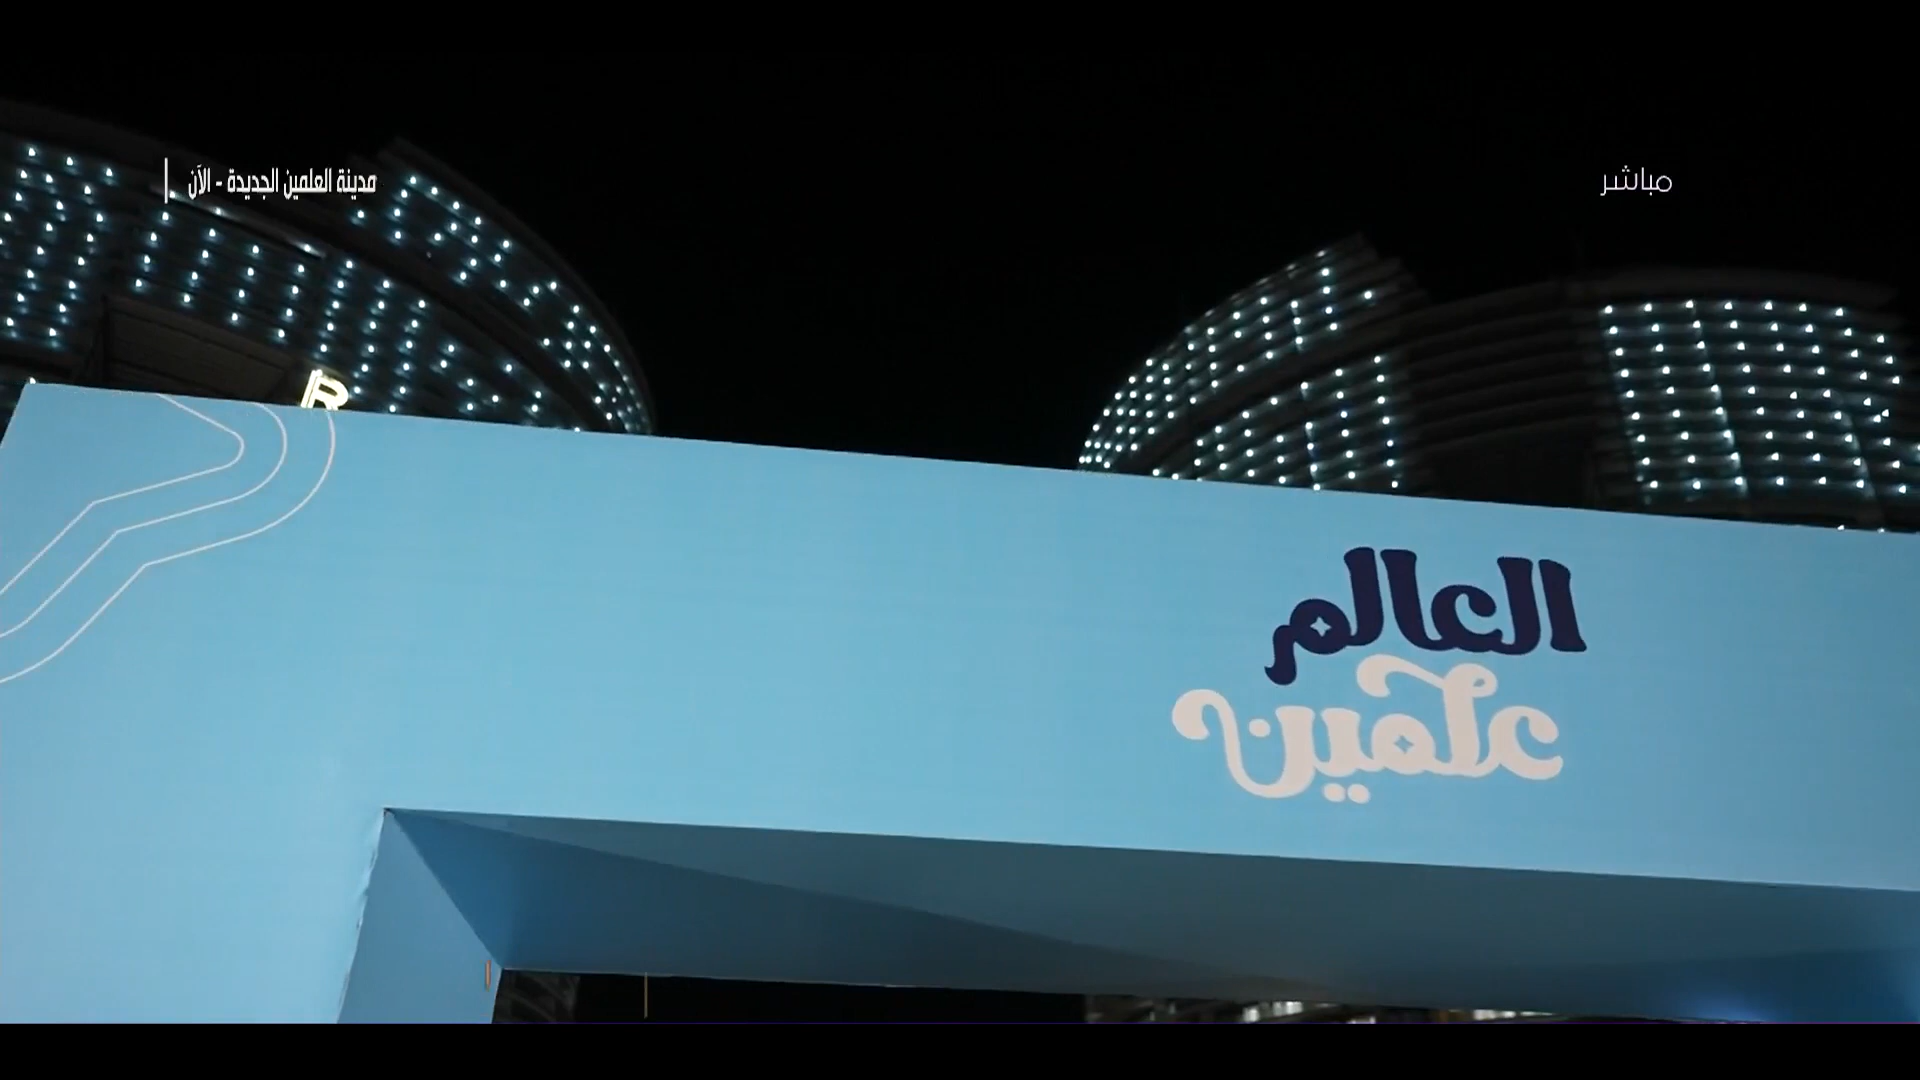 مباشر
مدينة العلمين الجديدة - الآن
R
العالم
علمين